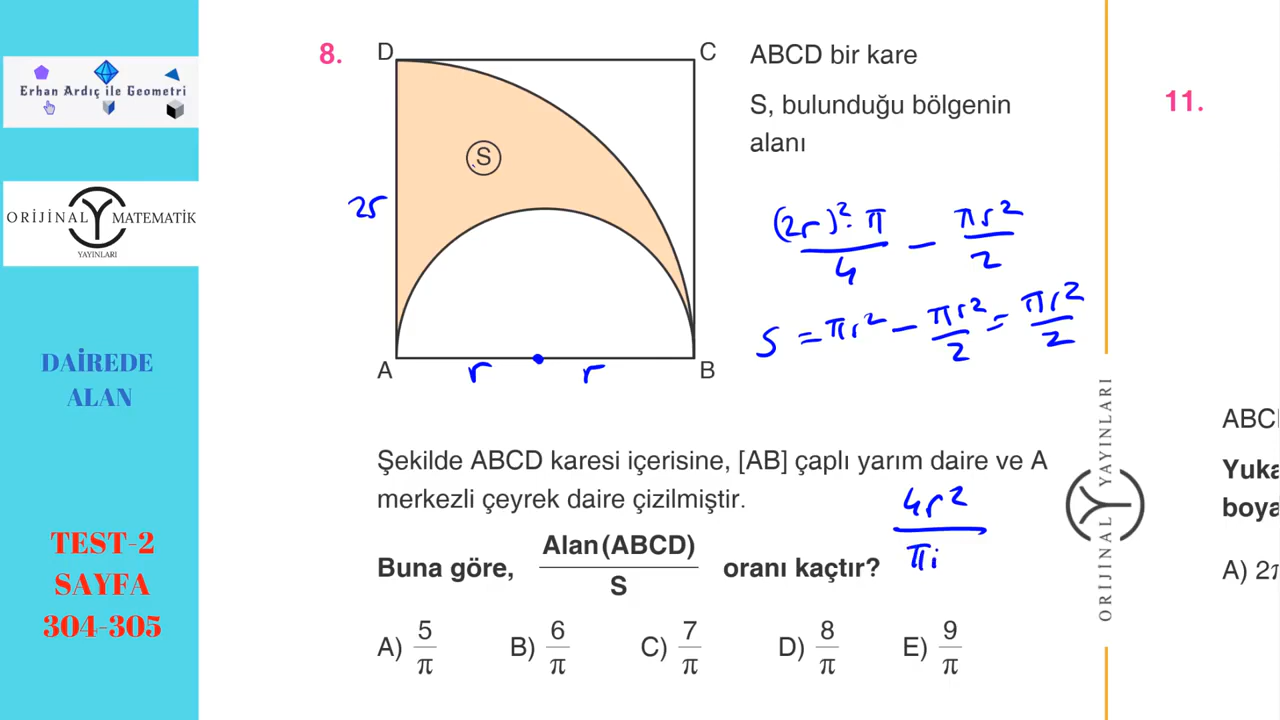 Erhan Ardıç ile Geometri
ORİJİNAL MATEMATİK
YAYINLARI
DAİREDE
ALAN
TEST-2
SAYFA
304-305
8.
D
C
S
2r
A
r
r
B
ABCD bir kare
S, bulunduğu bölgenin
alanı
(2r)²·π/4 − πr²/2
S = πr² − πr²/2 = πr²/2
Şekilde ABCD karesi içerisine, [AB] çaplı yarım daire ve A
merkezli çeyrek daire çizilmiştir.
Buna göre, Alan(ABCD)/S oranı kaçtır?
4r²/π
A) 5/π B) 6/π C) 7/π D) 8/π E) 9/π
ORİJİNAL YAYINLARI
11.
ABC
Yuka
boya
A) 2π